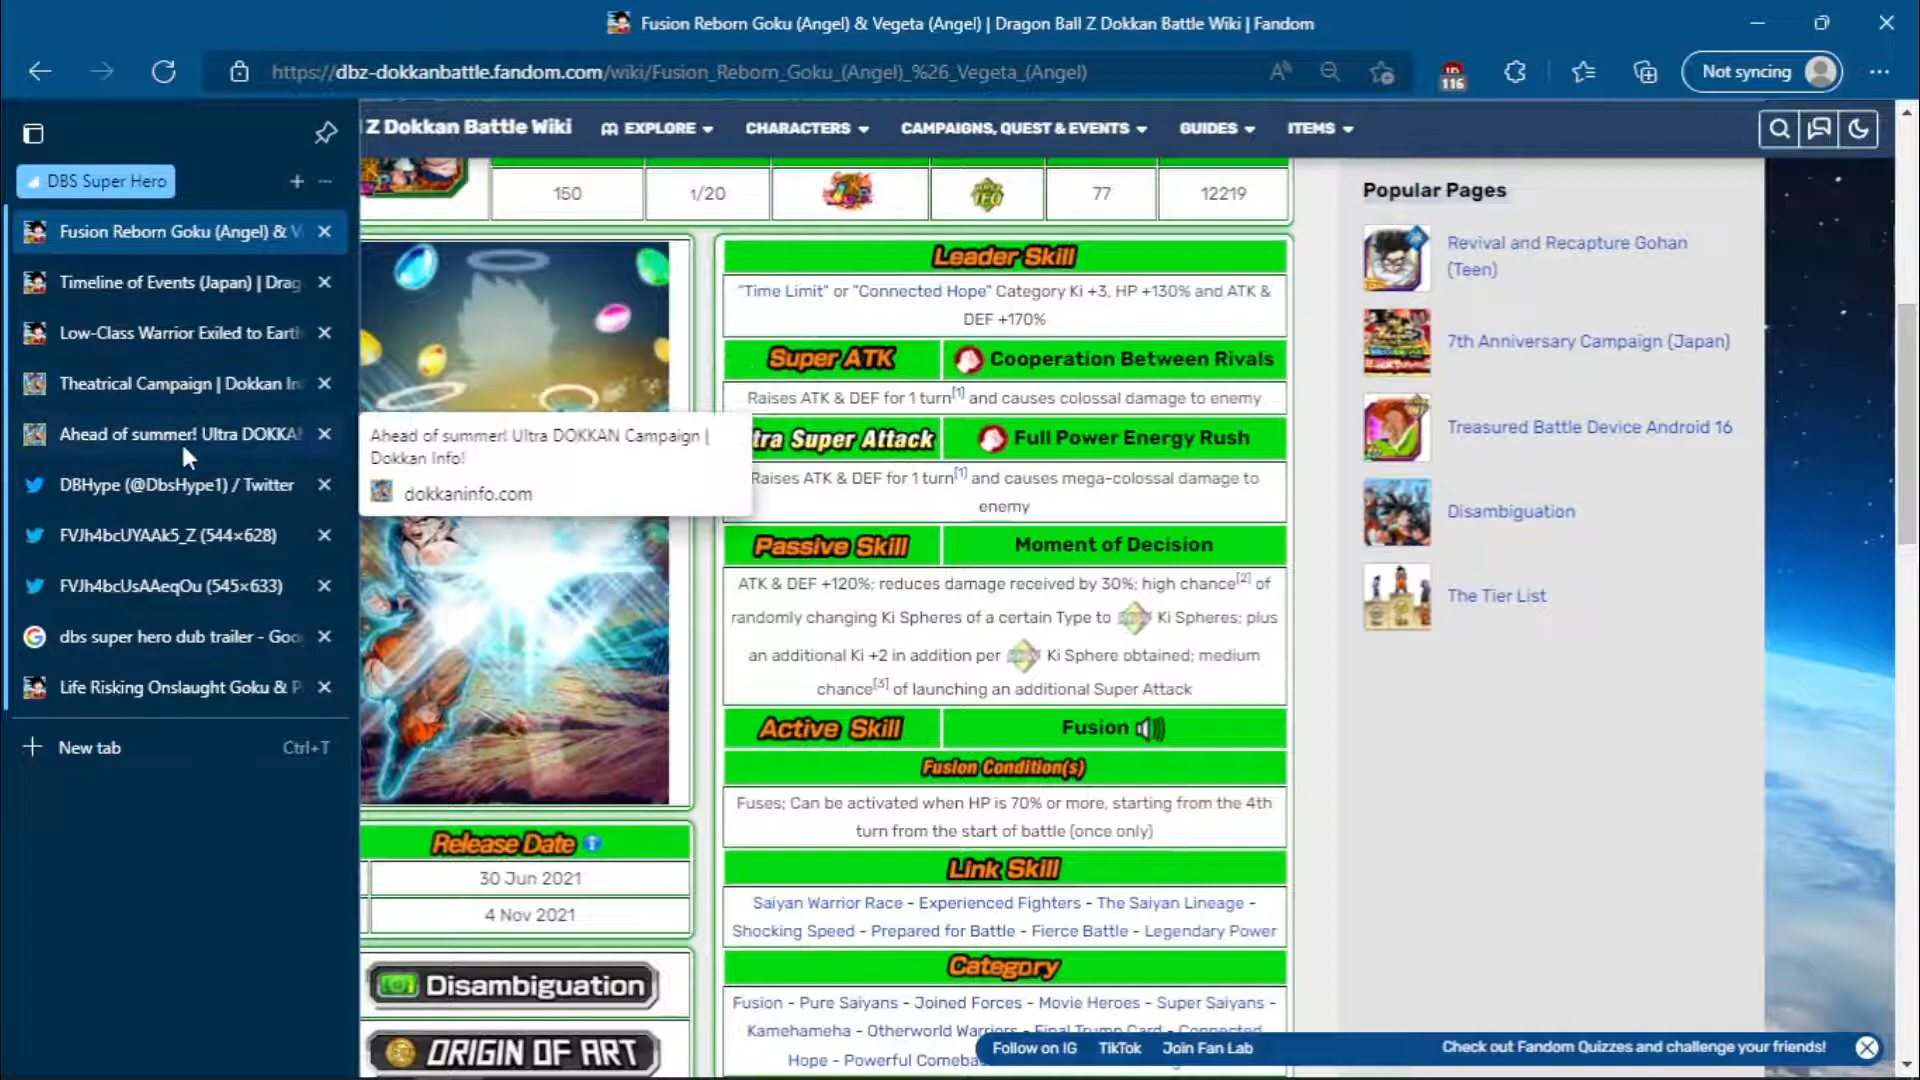 Fusion Reborn Goku (Angel) & Vegeta (Angel) | Dragon Ball Z Dokkan Battle Wiki | Fandom
https://dbz-dokkanbattle.fandom.com/wiki/Fusion_Reborn_Goku_(Angel)_%26_Vegeta_(Angel)
116
Not syncing
Z Dokkan Battle Wiki
EXPLORE
CHARACTERS
CAMPAIGNS, QUEST & EVENTS
GUIDES
ITEMS
DBS Super Hero
Fusion Reborn Goku (Angel) & V
Timeline of Events (Japan) | Drag
Low-Class Warrior Exiled to Earth
Theatrical Campaign | Dokkan In
Ahead of summer! Ultra DOKKA
DBHype (@DbsHype1) / Twitter
FVJh4bcUYAAk5_Z (544×628)
FVJh4bcUsAAeqOu (545×633)
dbs super hero dub trailer - Goo
Life Risking Onslaught Goku & P
New tab
Ctrl+T
Ahead of summer! Ultra DOKKAN Campaign |
Dokkan Info!
dokkaninfo.com
150
1/20
77
12219
Leader Skill
"Time Limit" or "Connected Hope" Category Ki +3, HP +130% and ATK &
DEF +170%
Super ATK
Cooperation Between Rivals
Raises ATK & DEF for 1 turn[1] and causes colossal damage to enemy
tra Super Attack
Full Power Energy Rush
Raises ATK & DEF for 1 turn[1] and causes mega-colossal damage to
enemy
Passive Skill
Moment of Decision
ATK & DEF +120%; reduces damage received by 30%; high chance[2] of
randomly changing Ki Spheres of a certain Type to Ki Spheres; plus
an additional Ki +2 in addition per Ki Sphere obtained; medium
chance[3] of launching an additional Super Attack
Active Skill
Fusion
Fusion Condition(s)
Fuses; Can be activated when HP is 70% or more, starting from the 4th
turn from the start of battle (once only)
Link Skill
Saiyan Warrior Race - Experienced Fighters - The Saiyan Lineage -
Shocking Speed - Prepared for Battle - Fierce Battle - Legendary Power
Category
Fusion - Pure Saiyans - Joined Forces - Movie Heroes - Super Saiyans -
Kamehameha - Otherworld Warriors - Final Trump Card - Connected
Hope - Powerful Comeba
Release Date
30 Jun 2021
4 Nov 2021
Disambiguation
ORIGIN OF ART
Popular Pages
Revival and Recapture Gohan
(Teen)
7th Anniversary Campaign (Japan)
Treasured Battle Device Android 16
Disambiguation
The Tier List
Follow on IG
TikTok
Join Fan Lab
Check out Fandom Quizzes and challenge your friends!